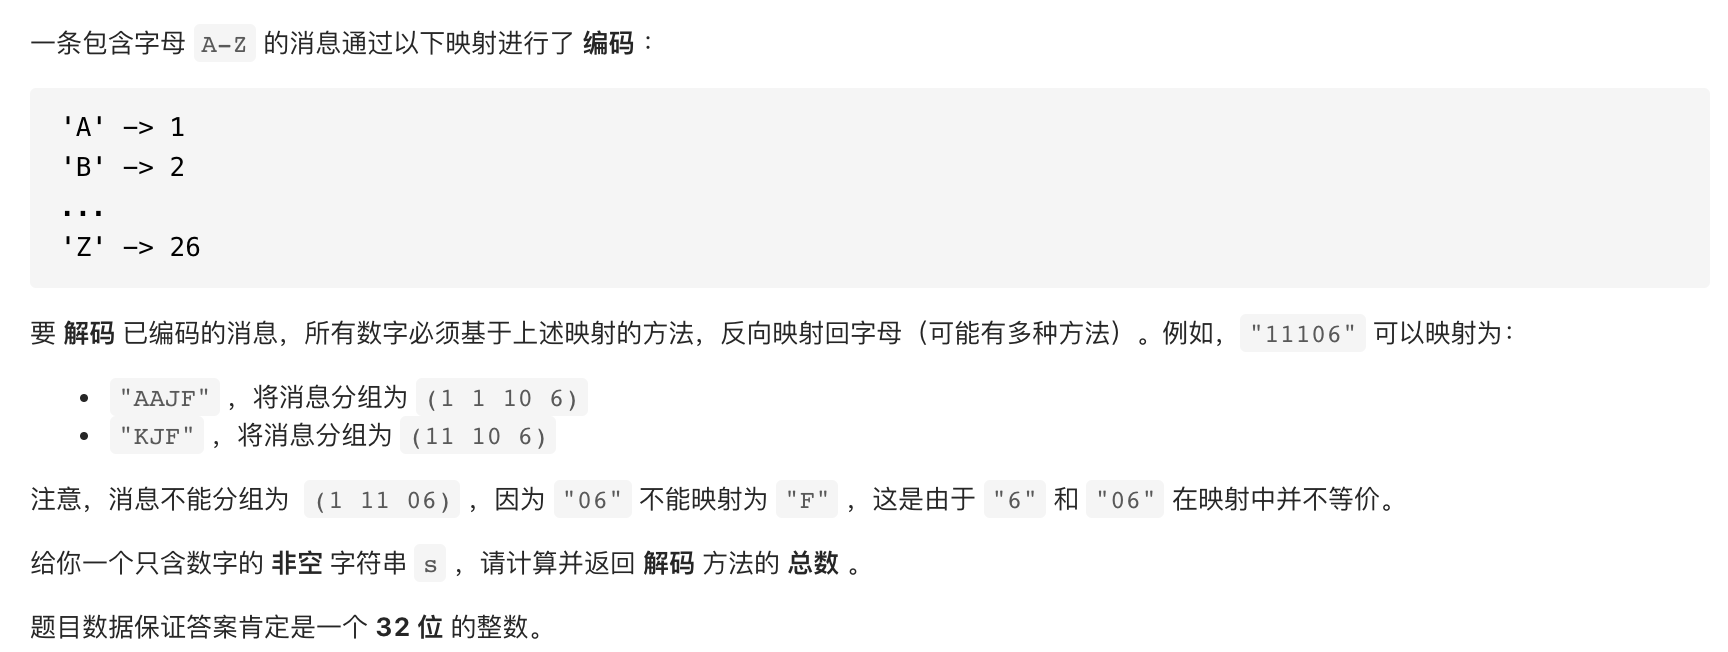 一条包含字母 A-Z 的消息通过以下映射进行了 编码 ：
'A' -> 1
'B' -> 2
...
'Z' -> 26
要 解码 已编码的消息，所有数字必须基于上述映射的方法，反向映射回字母（可能有多种方法）。例如，"11106" 可以映射为：
• "AAJF" ，将消息分组为 (1 1 10 6)
• "KJF" ，将消息分组为 (11 10 6)
注意，消息不能分组为 (1 11 06) ，因为 "06" 不能映射为 "F" ，这是由于 "6" 和 "06" 在映射中并不等价。
给你一个只含数字的 非空 字符串 s ，请计算并返回 解码 方法的 总数 。
题目数据保证答案肯定是一个 32 位 的整数。